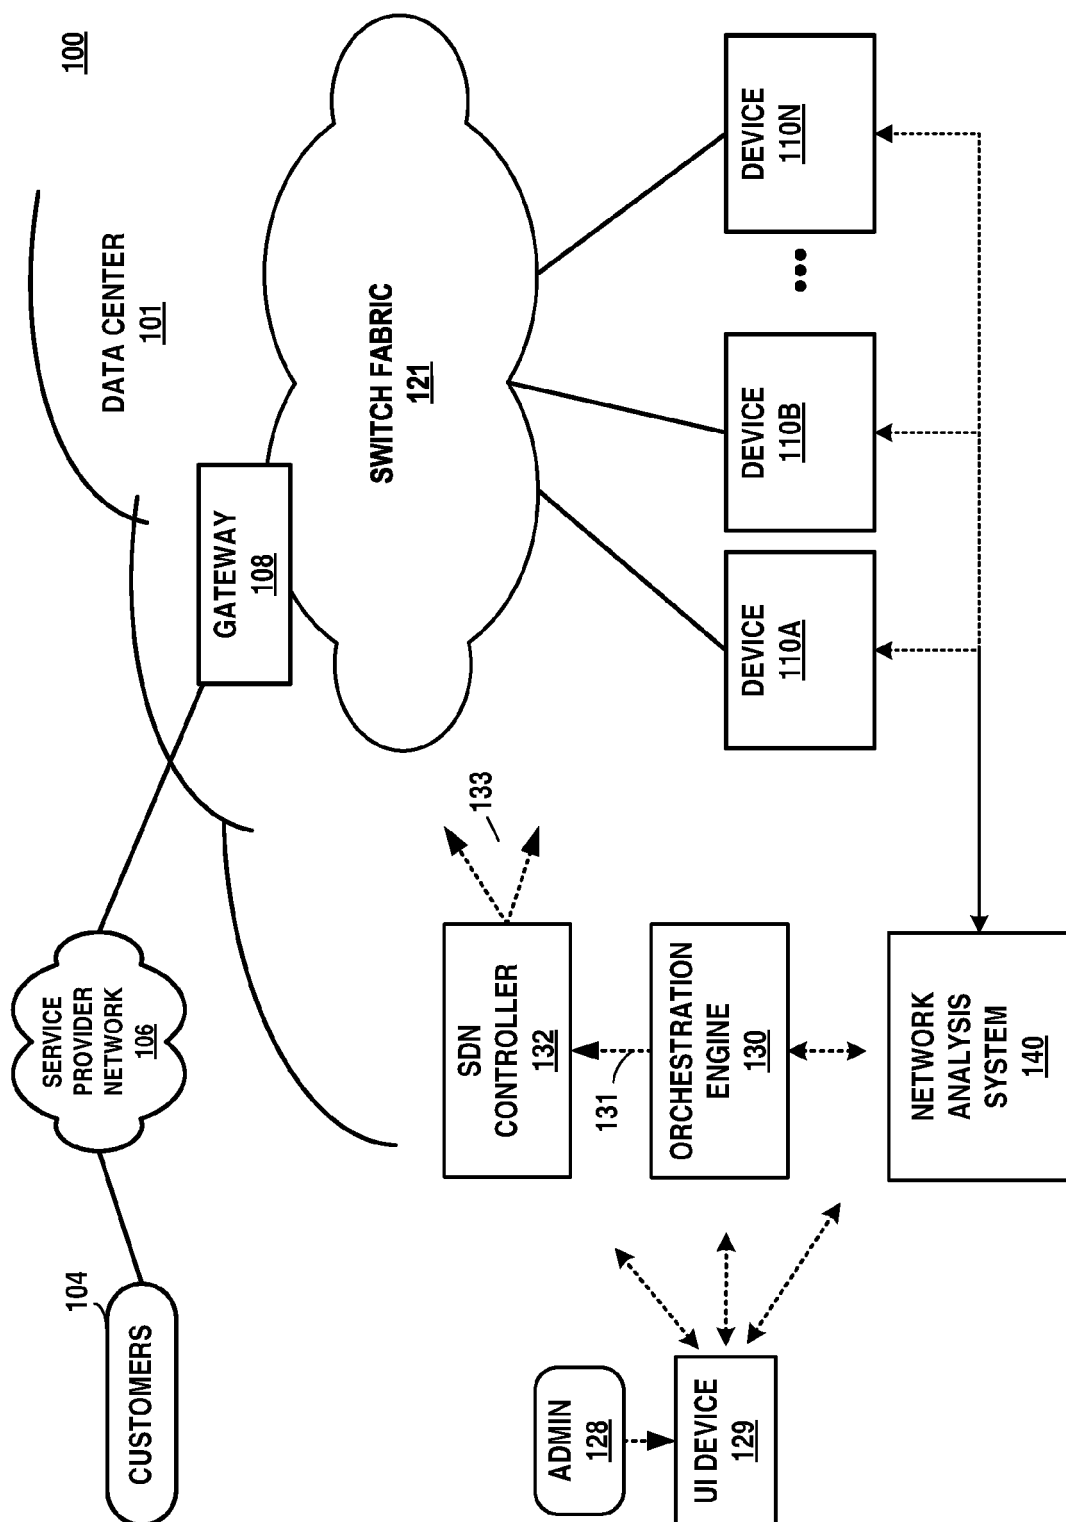 100
DATA CENTER
101
CUSTOMERS
104
SERVICE
PROVIDER
NETWORK
106
GATEWAY
108
SWITCH FABRIC
121
ADMIN
128
UI DEVICE
129
SDN
CONTROLLER
132
133
131
ORCHESTRATION
ENGINE
130
NETWORK
ANALYSIS
SYSTEM
140
DEVICE
110A
DEVICE
110B
•••
DEVICE
110N